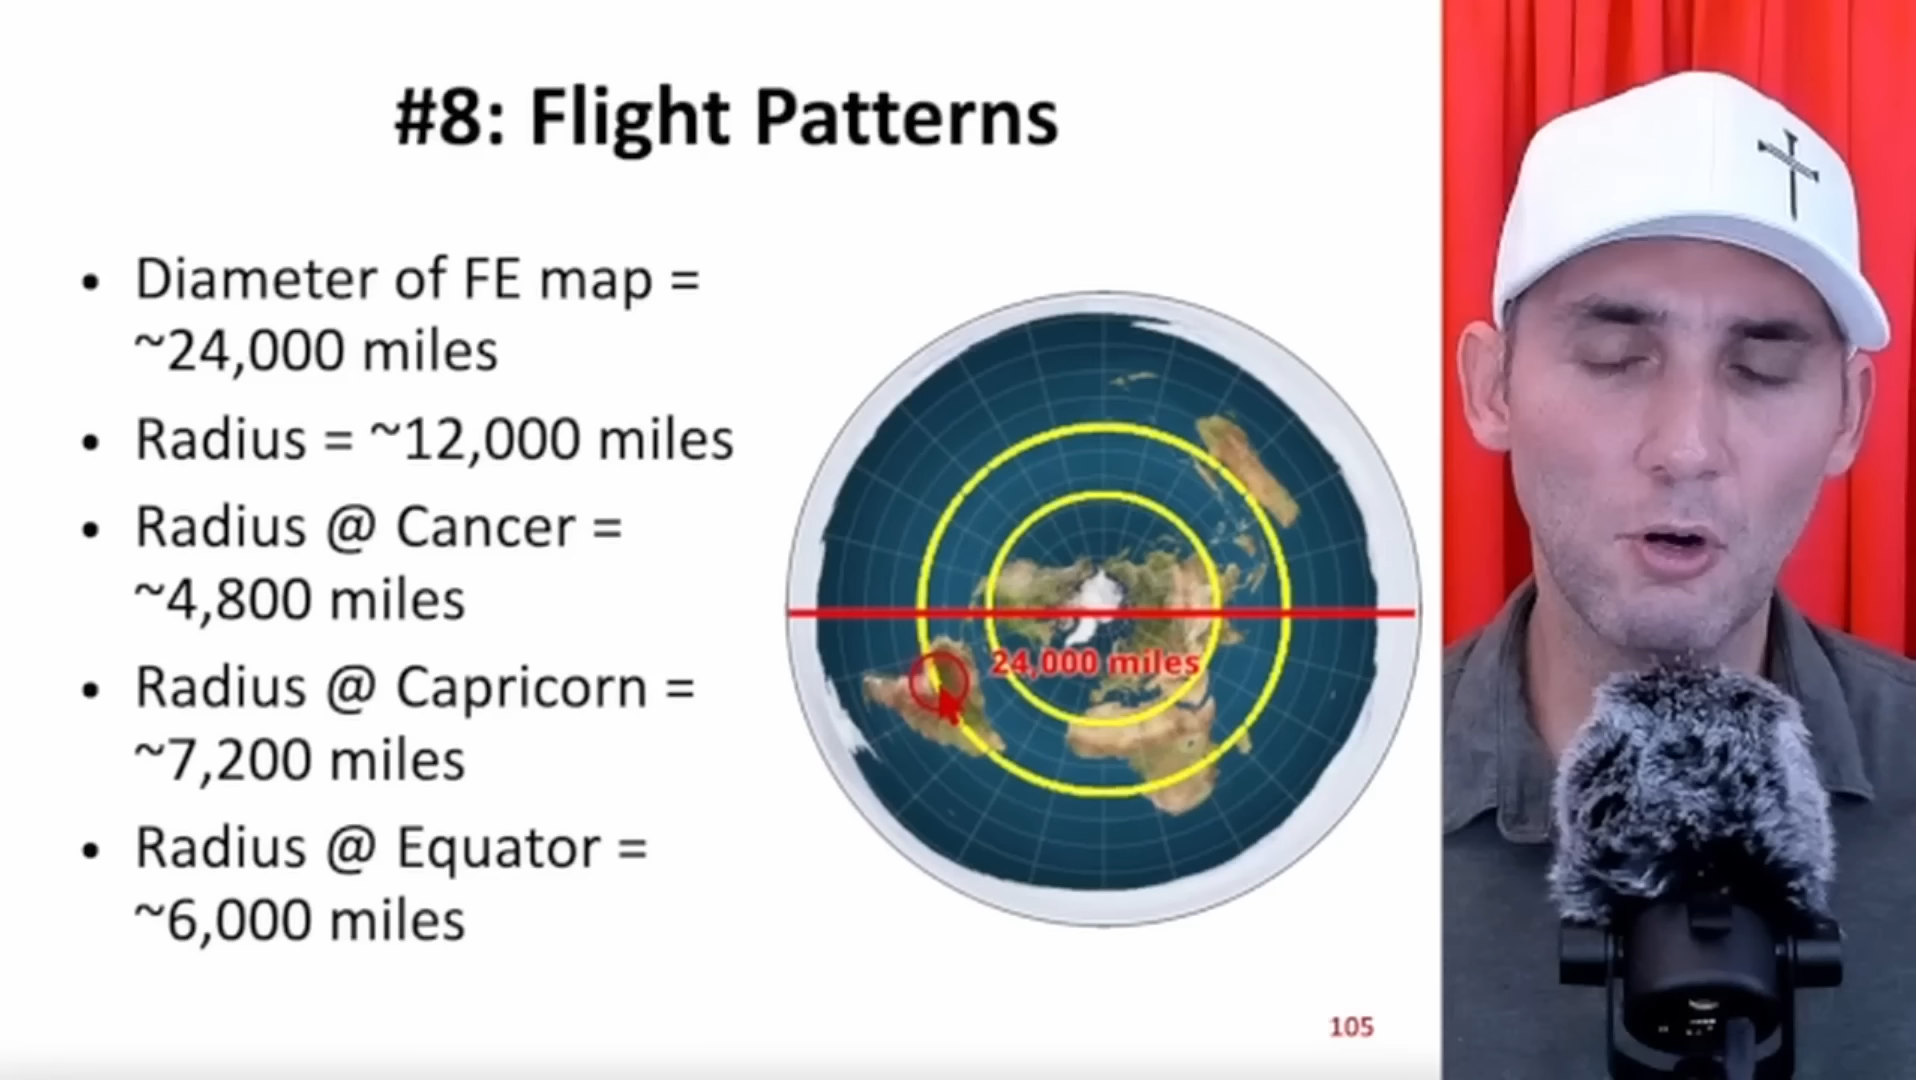 #8: Flight Patterns
• Diameter of FE map =
~24,000 miles
• Radius = ~12,000 miles
• Radius @ Cancer =
~4,800 miles
• Radius @ Capricorn =
~7,200 miles
• Radius @ Equator =
~6,000 miles
24,000 miles
105